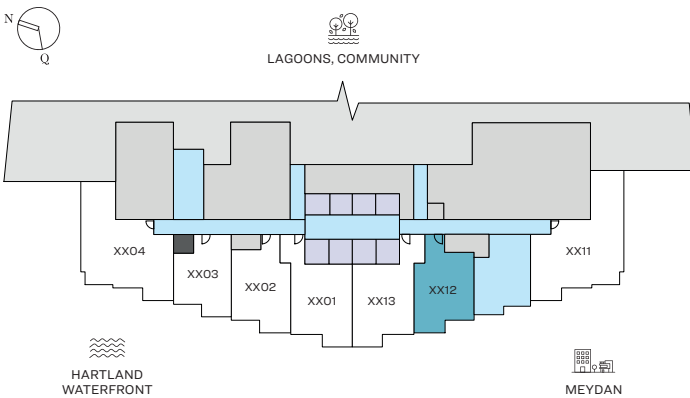 N
Q
LAGOONS, COMMUNITY
XX04
XX03
XX02
XX01
XX13
XX12
XX11
HARTLAND
WATERFRONT
MEYDAN